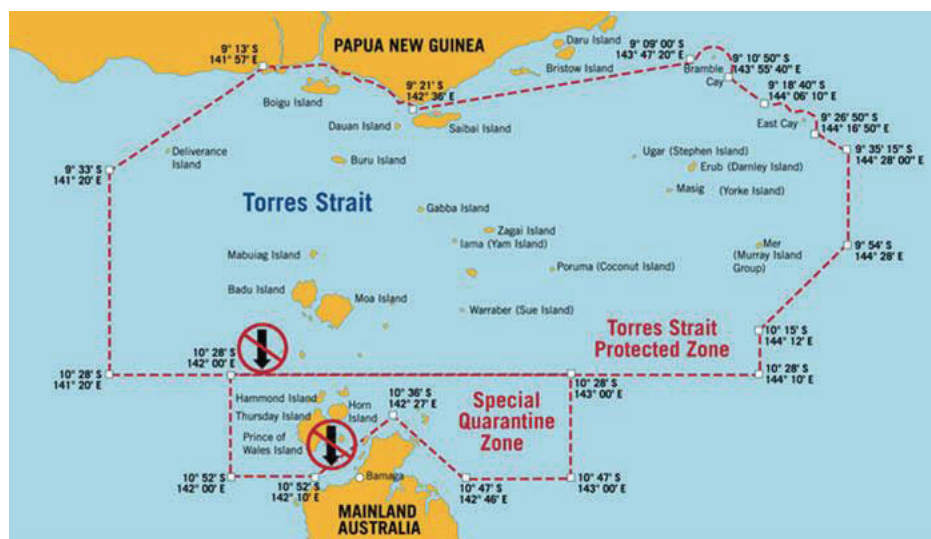 PAPUA NEW GUINEA
Daru Island
Bristow Island
9° 13' S
141° 57' E
9° 09' 00" S
143° 47' 20" E
Bramble
Cay
9° 10' 50" S
143° 55' 40" E
9° 21' S
142° 36' E
Boigu Island
9° 18' 40" S
144° 06' 10" E
East Cay
9° 26' 50" S
144° 16' 50" E
Dauan Island
Saibai Island
9° 35' 15" S
144° 28' 00" E
Deliverance
Island
Buru Island
Ugar (Stephen Island)
Erub (Darnley Island)
9° 33' S
141° 20' E
Masig
(Yorke Island)
Torres Strait
Gabba Island
Zagai Island
Iama (Yam Island)
Mabuiag Island
Mer
(Murray Island
Group)
9° 54' S
144° 28' E
Poruma (Coconut Island)
Badu Island
Moa Island
Warraber (Sue Island)
Torres Strait
Protected Zone
10° 15' S
144° 12' E
10° 28' S
142° 00' E
10° 28' S
141° 20' E
10° 28' S
143° 00' E
10° 28' S
144° 10' E
Hammond Island
Thursday Island
Horn
Island
Prince of
Wales Island
10° 36' S
142° 27' E
Special
Quarantine
Zone
10° 52' S
142° 00' E
10° 52' S
142° 10' E
Bamaga
10° 47' S
142° 46' E
10° 47' S
143° 00' E
MAINLAND
AUSTRALIA